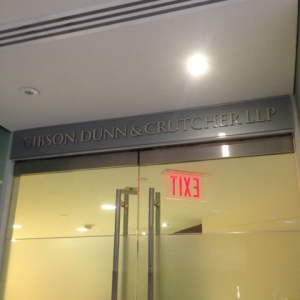 GIBSON, DUNN & CRUTCHER LLP
EXIT